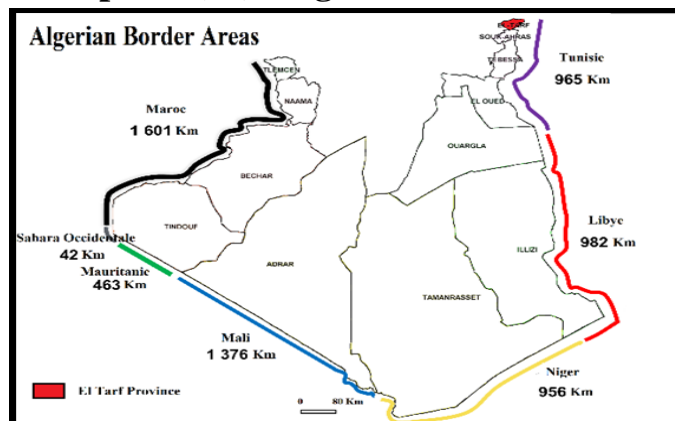 Algerian Border Areas
EL TARF
SOUK-AHRAS
TEBESSA
Tunisie
965 Km
TLEMCEN
NAAMA
EL OUED
Maroc
1 601 Km
OUARGLA
BECHAR
Libye
982 Km
TINDOUF
Sahara Occidentale
42 Km
ILLIZI
ADRAR
Mauritanie
463 Km
TAMANRASSET
Mali
1 376 Km
Niger
956 Km
El Tarf Province
0 80 Km